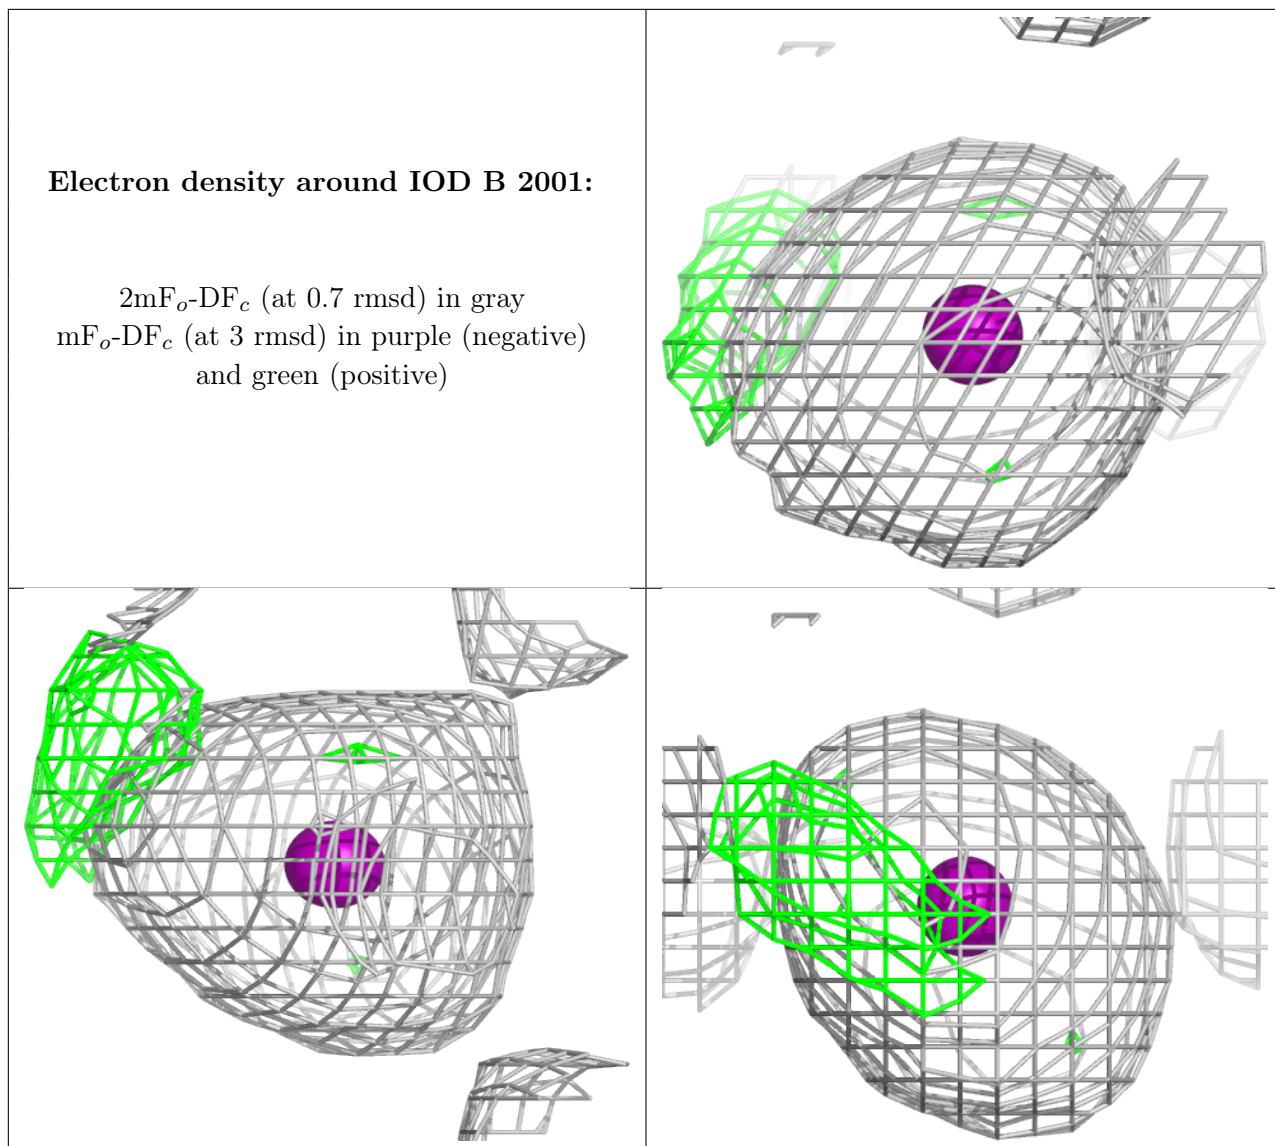 Electron density around IOD B 2001:
2mFo-DFc (at 0.7 rmsd) in gray
mFo-DFc (at 3 rmsd) in purple (negative)
and green (positive)